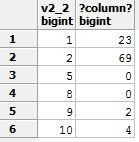 v2_2 ?column?
bigint bigint
1 1 23
2 2 69
3 5 0
4 8 0
5 9 2
6 10 4